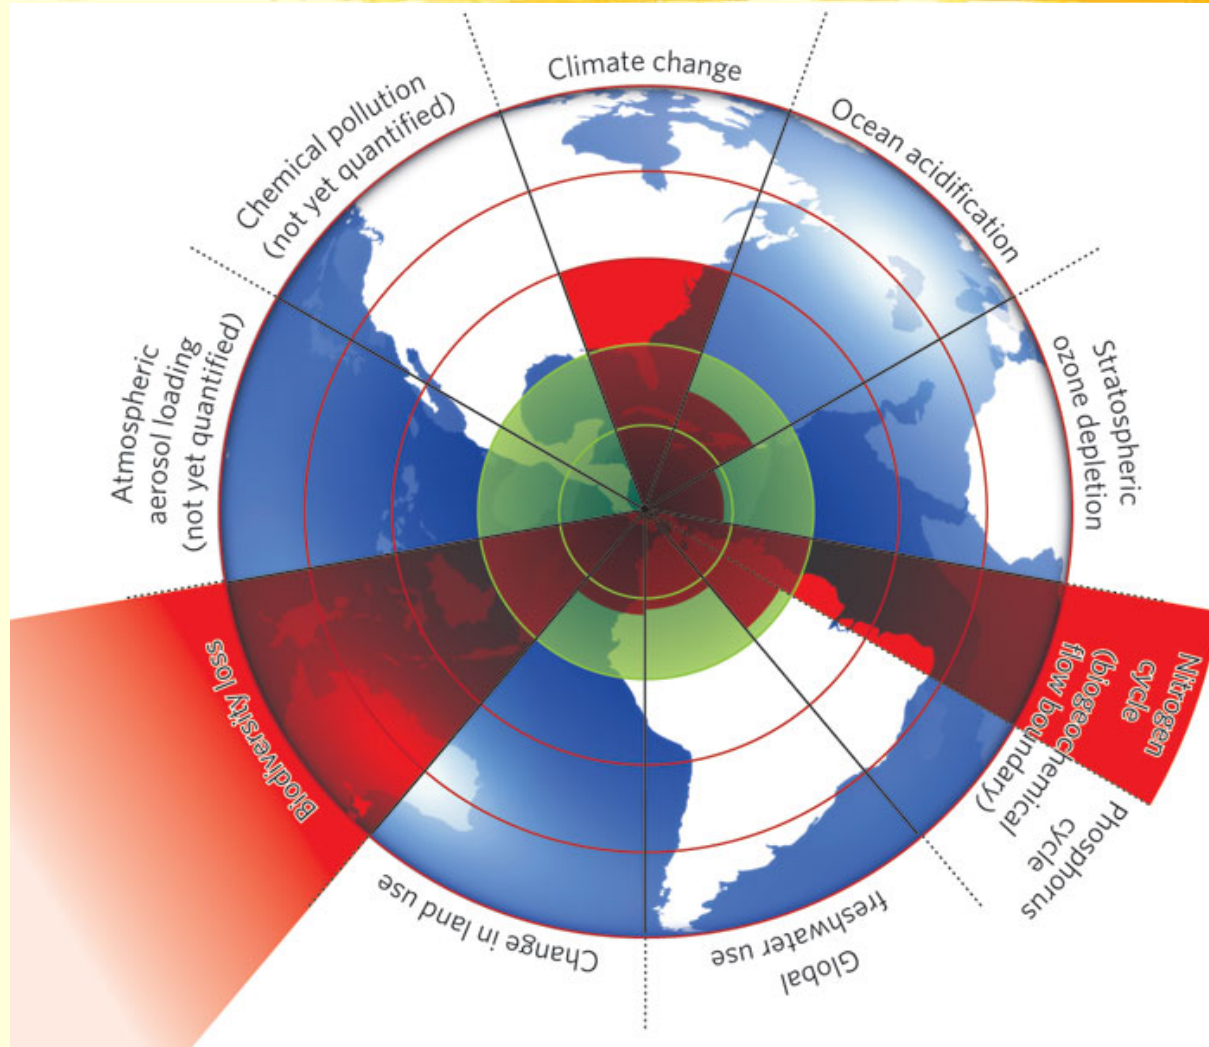 Climate change
Ocean acidification
Stratospheric
ozone depletion
Nitrogen
cycle
(biogeochemical
flow boundary)
Phosphorus
cycle
Global
freshwater use
Change in land use
Biodiversity loss
Atmospheric
aerosol loading
(not yet quantified)
Chemical pollution
(not yet quantified)